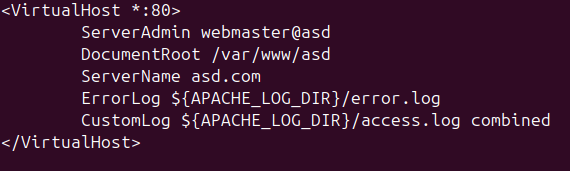 <VirtualHost *:80>
        ServerAdmin webmaster@asd
        DocumentRoot /var/www/asd
        ServerName asd.com
        ErrorLog ${APACHE_LOG_DIR}/error.log
        CustomLog ${APACHE_LOG_DIR}/access.log combined
</VirtualHost>